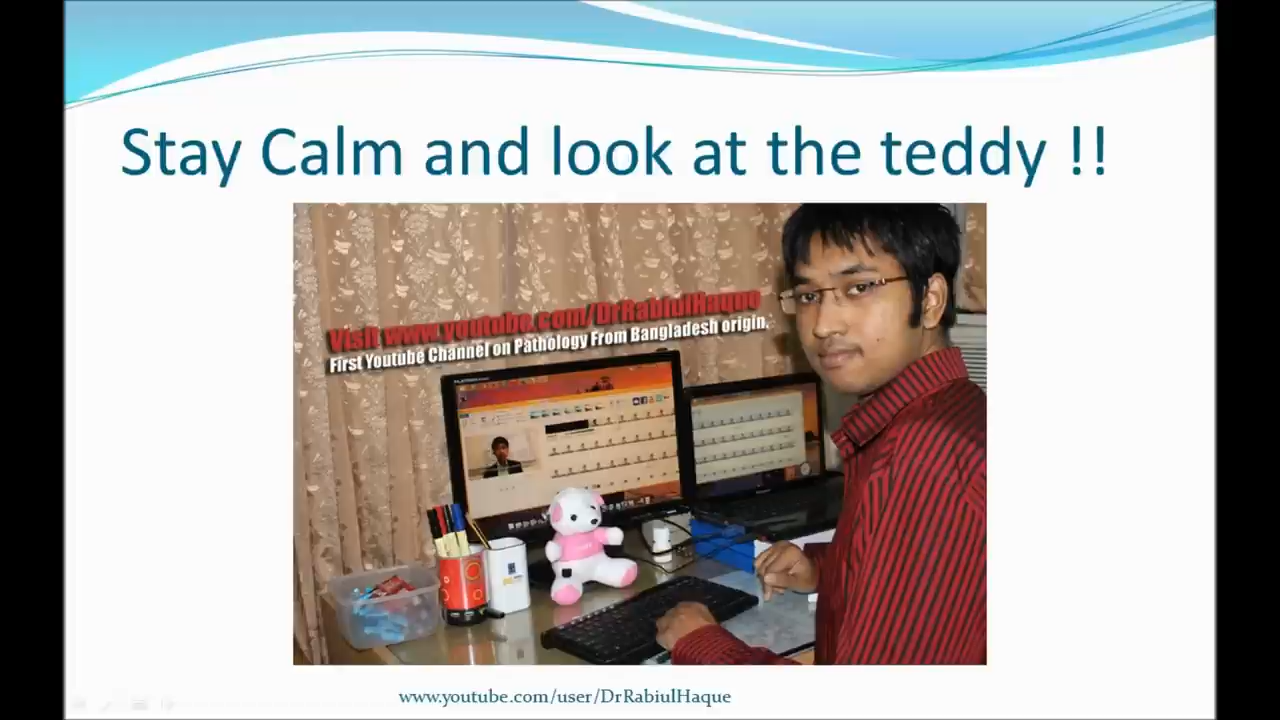 Stay Calm and look at the teddy !!
Visit www.youtube.com/DrRabiulHaque
First Youtube Channel on Pathology From Bangladesh origin.
www.youtube.com/user/DrRabiulHaque